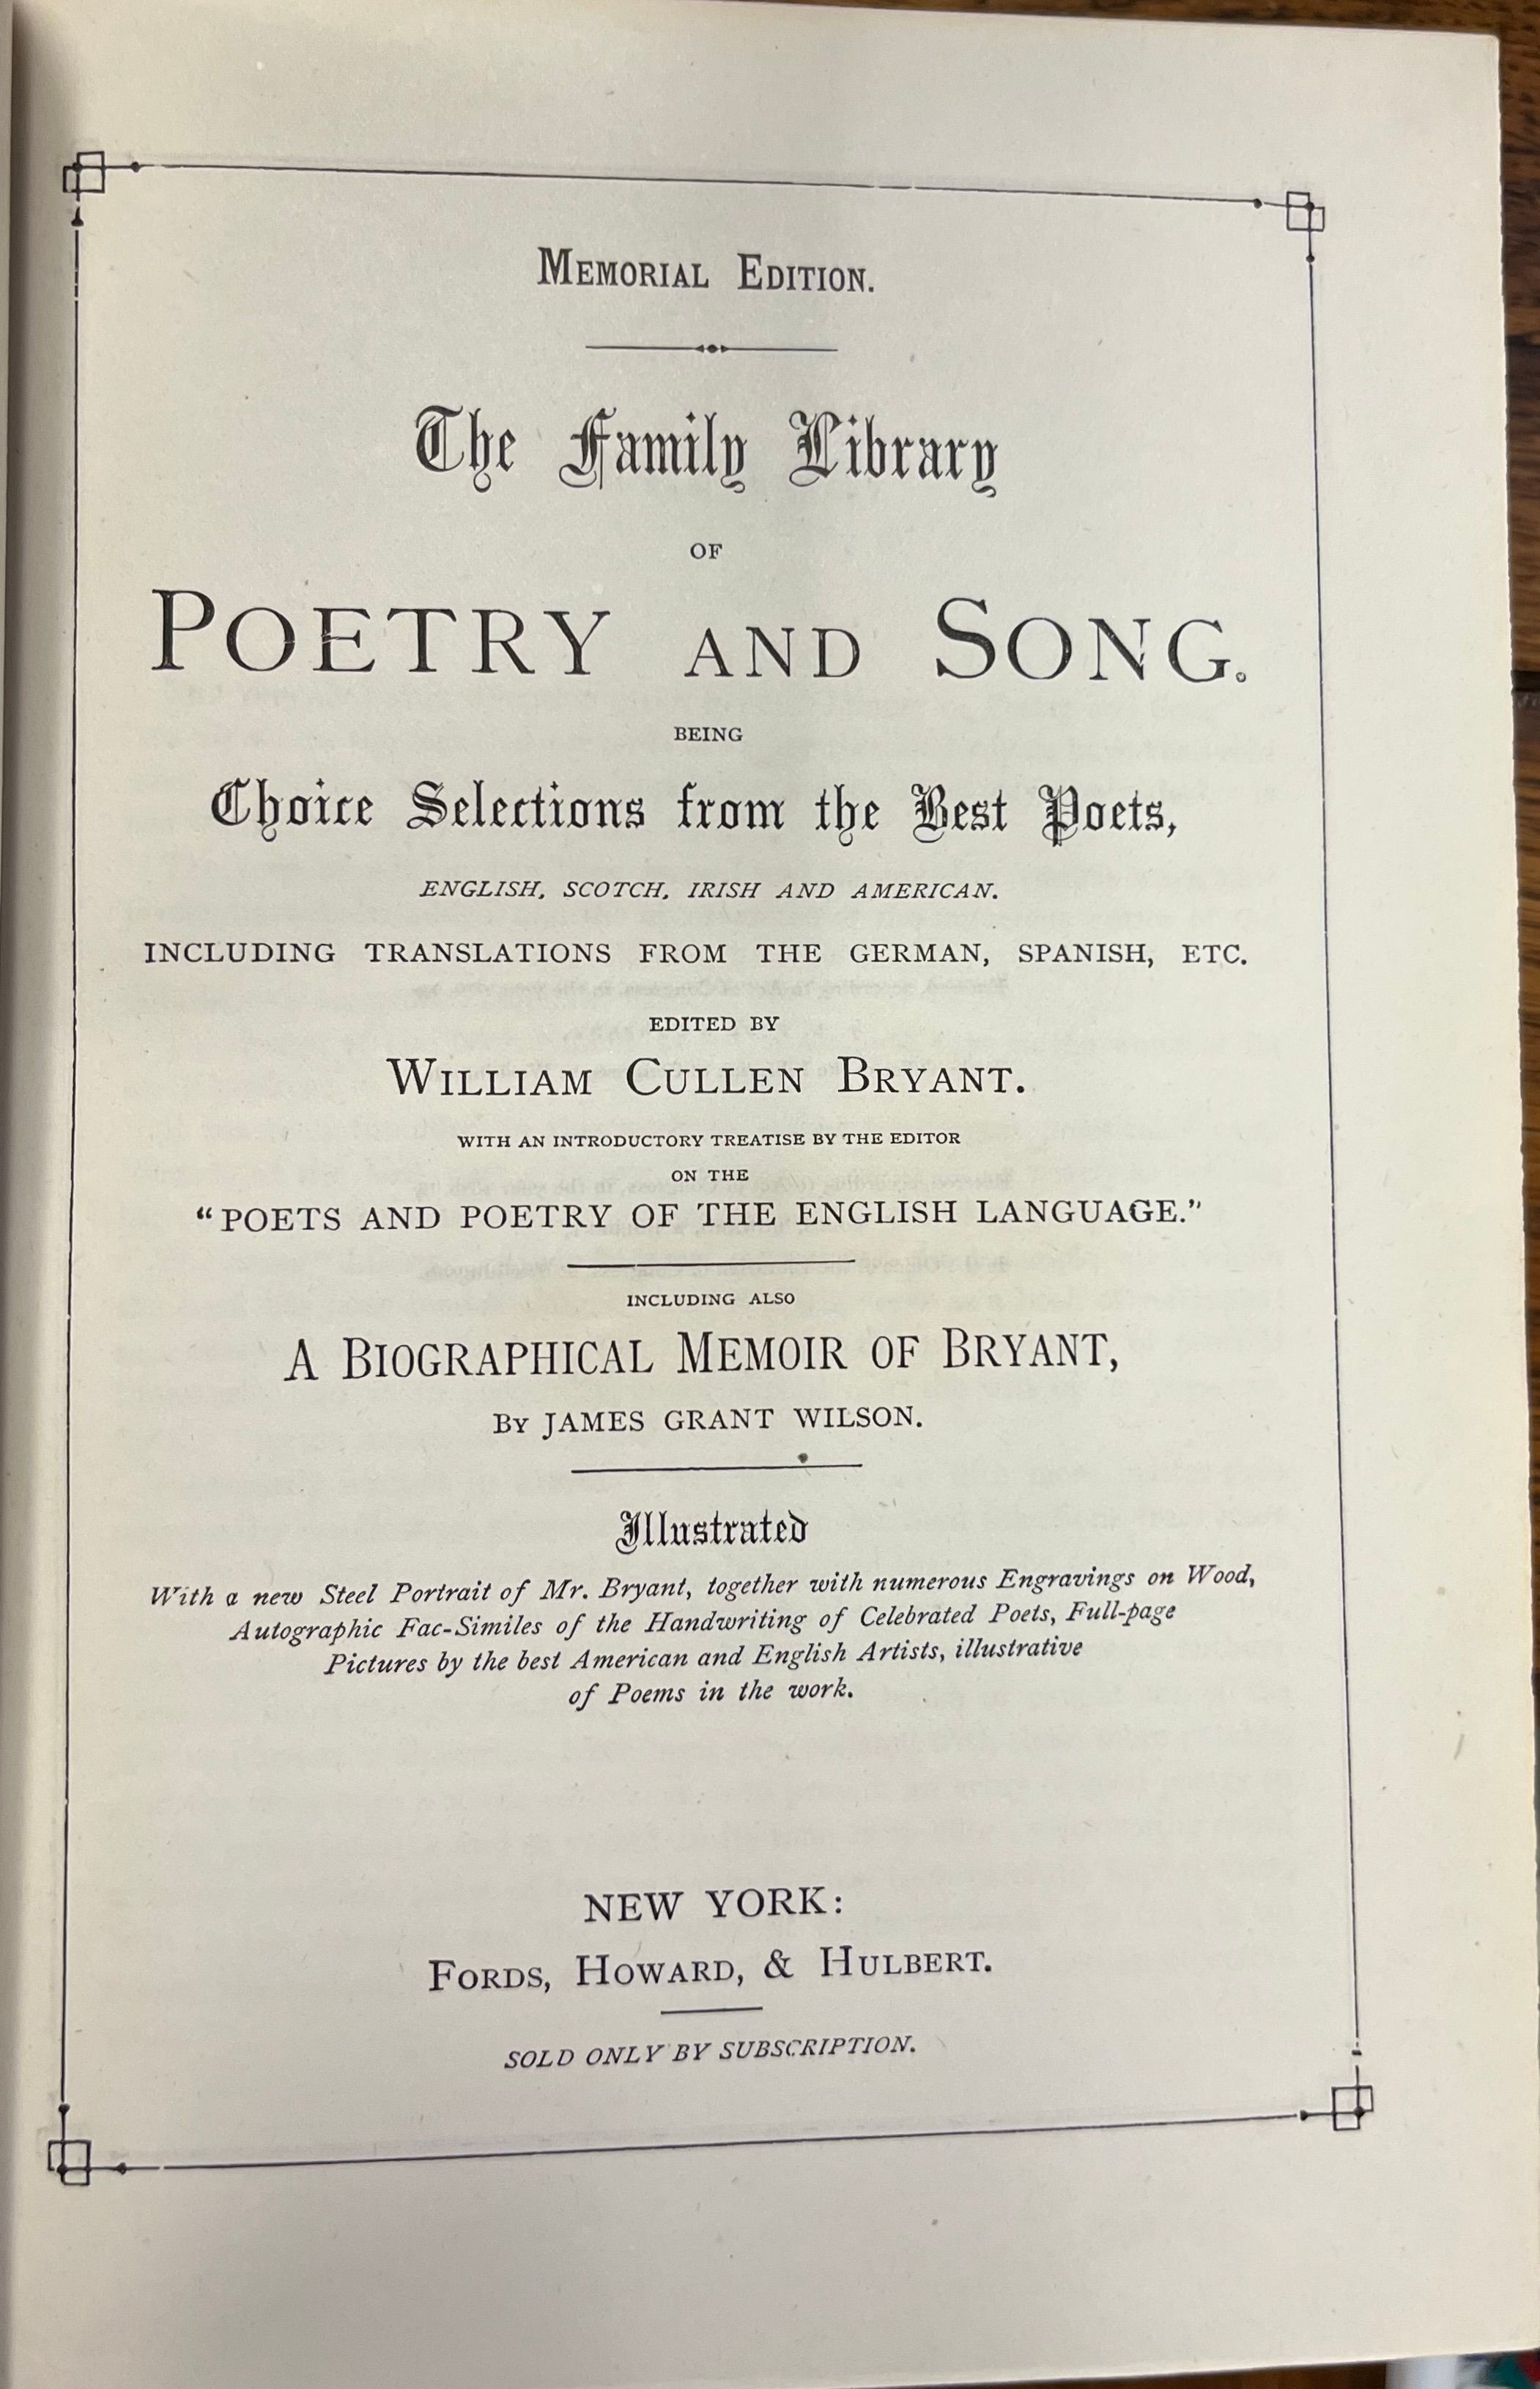 MEMORIAL EDITION.
The Family Library
OF
POETRY AND SONG.
BEING
Choice Selections from the Best Poets,
ENGLISH, SCOTCH, IRISH AND AMERICAN.
INCLUDING TRANSLATIONS FROM THE GERMAN, SPANISH, ETC.
EDITED BY
WILLIAM CULLEN BRYANT.
WITH AN INTRODUCTORY TREATISE BY THE EDITOR
ON THE
"POETS AND POETRY OF THE ENGLISH LANGUAGE."
INCLUDING ALSO
A BIOGRAPHICAL MEMOIR OF BRYANT,
BY JAMES GRANT WILSON.
Illustrated
With a new Steel Portrait of Mr. Bryant, together with numerous Engravings on Wood,
Autographic Fac-Similes of the Handwriting of Celebrated Poets, Full-page
Pictures by the best American and English Artists, illustrative
of Poems in the work.
NEW YORK:
FORDS, HOWARD, & HULBERT.
SOLD ONLY BY SUBSCRIPTION.